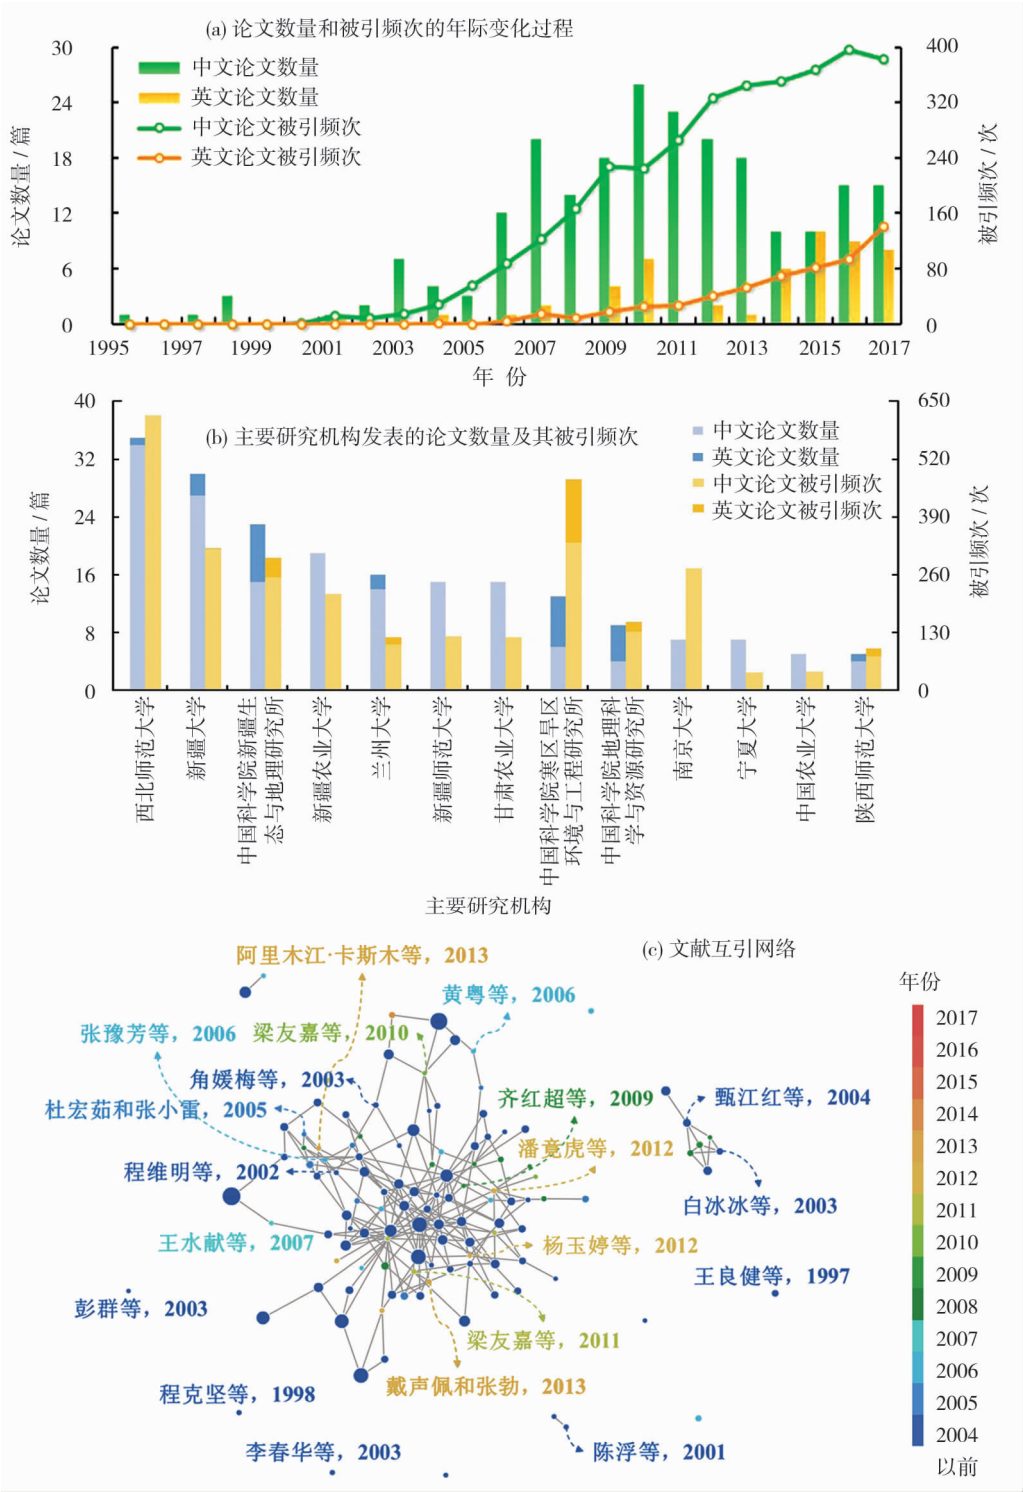 (a) 论文数量和被引频次的年际变化过程
30
24
18
12
6
0
论文数量 / 篇
中文论文数量
英文论文数量
中文论文被引频次
英文论文被引频次
400
320
240
160
80
0
被引频次 / 次
1995 1997 1999 2001 2003 2005 2007 2009 2011 2013 2015 2017
年 份
40
32
24
16
8
0
论文数量 / 篇
(b) 主要研究机构发表的论文数量及其被引频次
中文论文数量
英文论文数量
中文论文被引频次
英文论文被引频次
650
520
390
260
130
0
被引频次 / 次
西北师范大学
新疆大学
中国科学院新疆生
态与地理研究所
新疆农业大学
兰州大学
新疆师范大学
甘肃农业大学
中国科学院寒区旱区
环境与工程研究所
中国科学院地理科
学与资源研究所
南京大学
宁夏大学
中国农业大学
陕西师范大学
主要研究机构
(c) 文献互引网络
阿里木江·卡斯木等，2013
黄粤等，2006
张豫芳等，2006
梁友嘉等，2010
角媛梅等，2003
杜宏茹和张小雷，2005
齐红超等，2009
甄江红等，2004
潘竟虎等，2012
程维明等，2002
白冰冰等，2003
王水献等，2007
杨玉婷等，2012
王良健等，1997
彭群等，2003
梁友嘉等，2011
程克坚等，1998
戴声佩和张勃，2013
李春华等，2003
陈浮等，2001
年份
2017
2016
2015
2014
2013
2012
2011
2010
2009
2008
2007
2006
2005
2004
以前